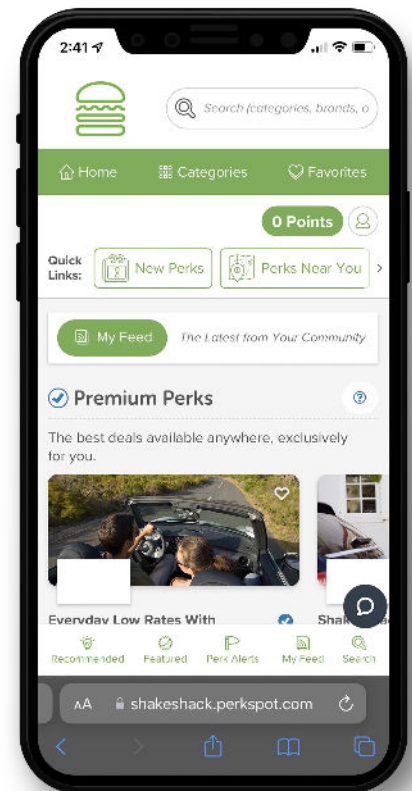 2:41
Search (categories, brands, o
Home Categories Favorites
0 Points
Quick Links: New Perks Perks Near You
My Feed The Latest from Your Community
Premium Perks
The best deals available anywhere, exclusively
for you.
Everyday Low Rates With Shak
Recommended Featured Perk Alerts My Feed Search
AA shakeshack.perkspot.com